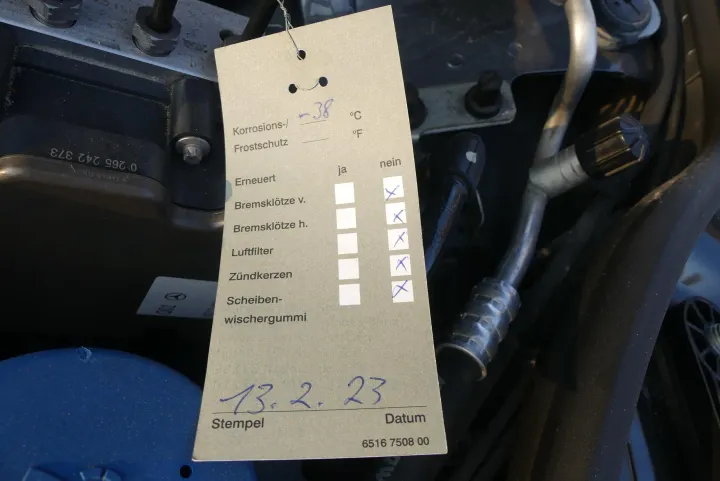 -38
Korrosions-/ °C
Frostschutz °F
ja nein
Erneuert
Bremsklötze v.
Bremsklötze h.
Luftfilter
Zündkerzen
Scheiben-
wischergummi
13.2.23
Stempel Datum
6516 7508 00
0 265 242 373